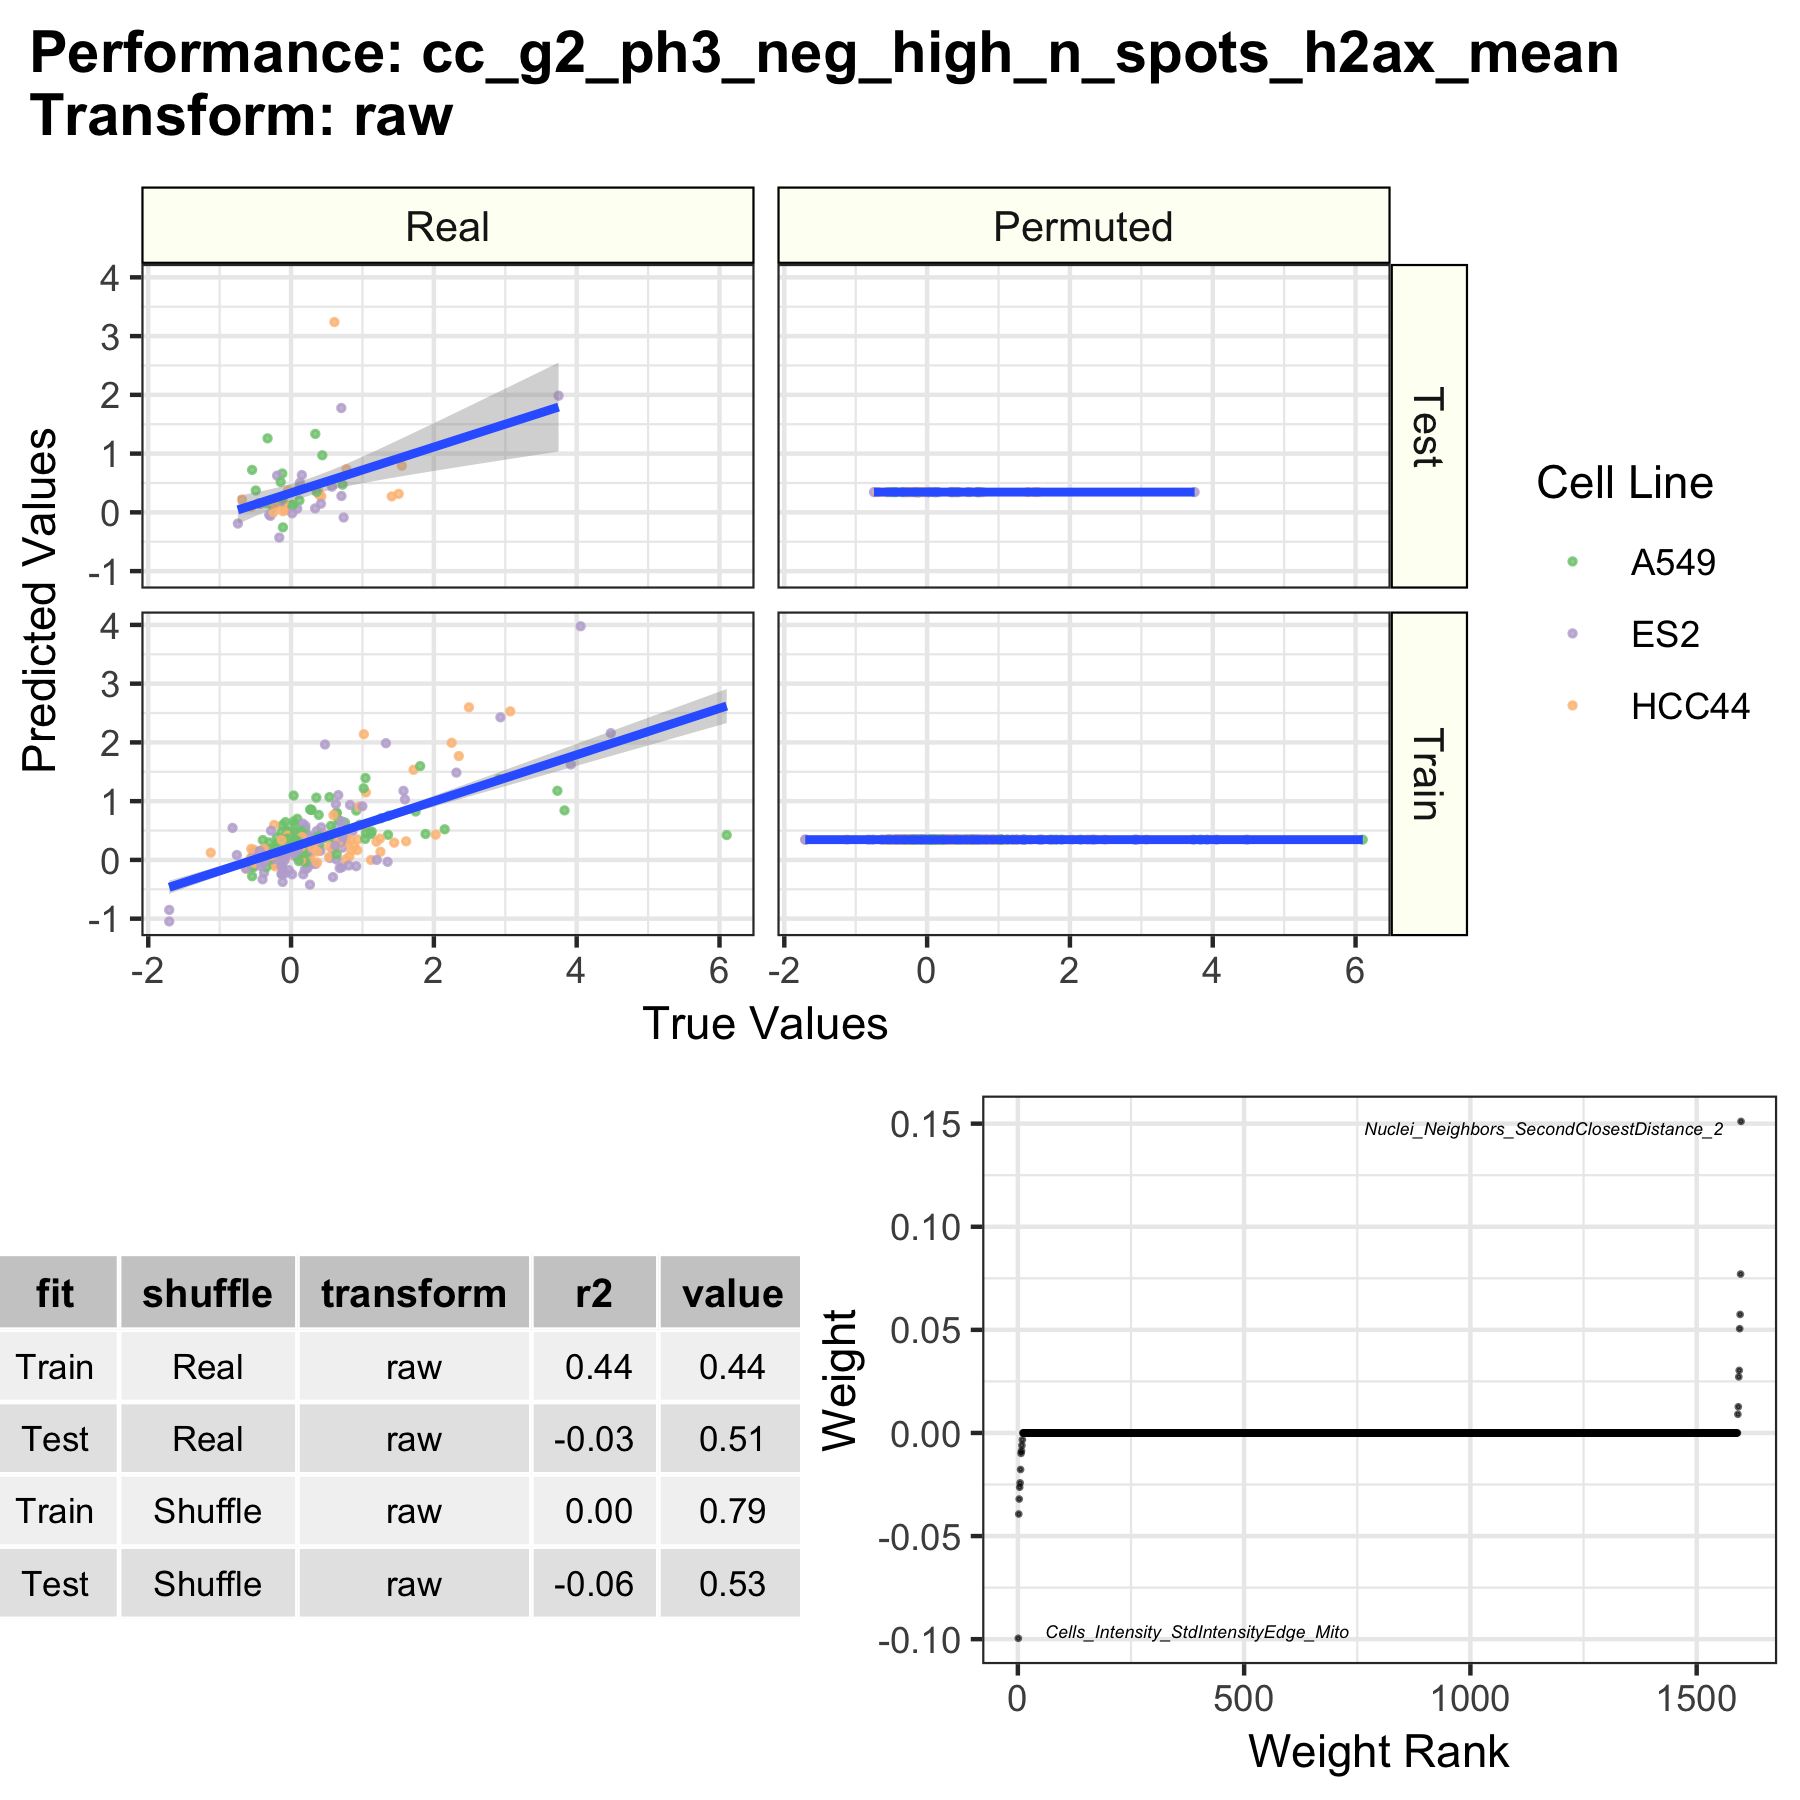 Performance: cc_g2_ph3_neg_high_n_spots_h2ax_mean
Transform: raw
Real
Permuted
4
3
2
1
0
-1
Test
4
3
2
1
0
-1
Train
Predicted Values
-2 0 2 4 6
-2 0 2 4 6
True Values
Cell Line
A549
ES2
HCC44
fit shuffle transform r2 value
Train Real raw 0.44 0.44
Test Real raw -0.03 0.51
Train Shuffle raw 0.00 0.79
Test Shuffle raw -0.06 0.53
Weight
0.15
0.10
0.05
0.00
-0.05
-0.10
Nuclei_Neighbors_SecondClosestDistance_2
Cells_Intensity_StdIntensityEdge_Mito
0 500 1000 1500
Weight Rank